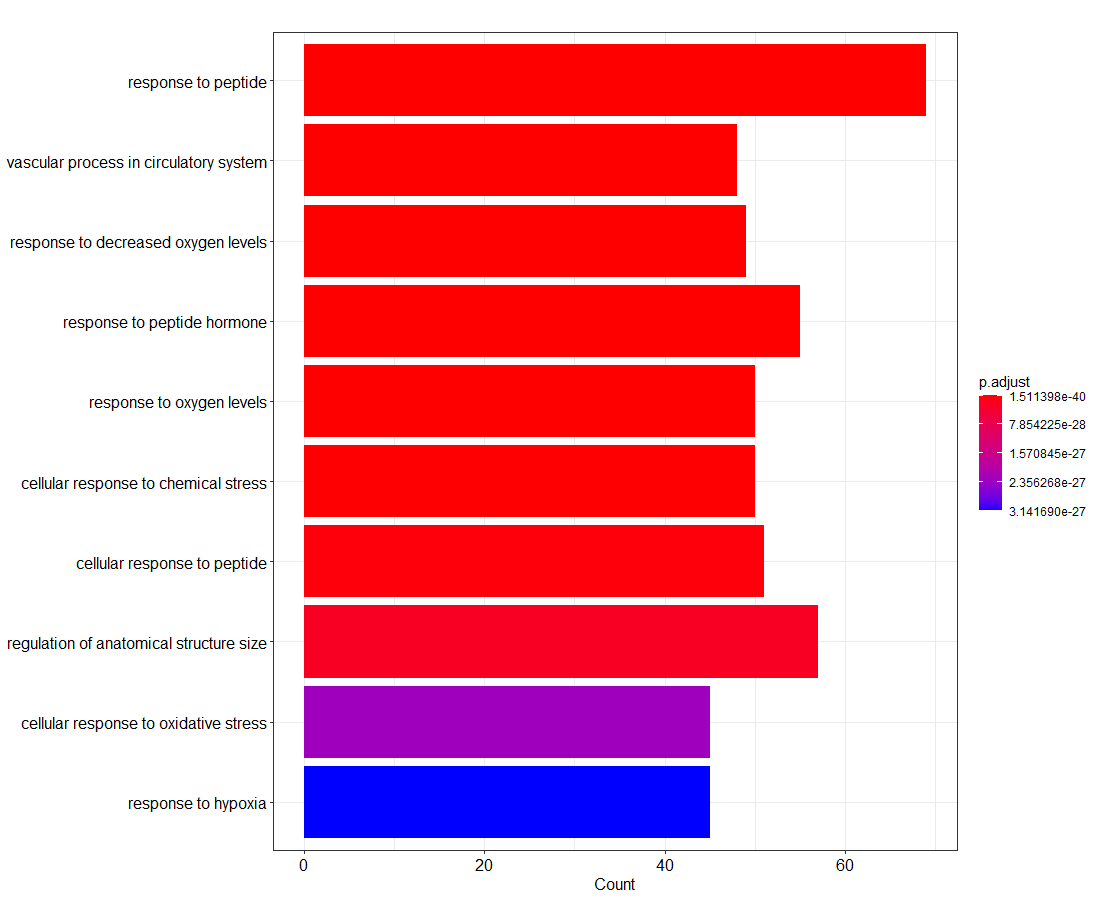 response to peptide
vascular process in circulatory system
response to decreased oxygen levels
response to peptide hormone
response to oxygen levels
cellular response to chemical stress
cellular response to peptide
regulation of anatomical structure size
cellular response to oxidative stress
response to hypoxia
0 20 40 60
Count
p.adjust
1.511398e-40
7.854225e-28
1.570845e-27
2.356268e-27
3.141690e-27